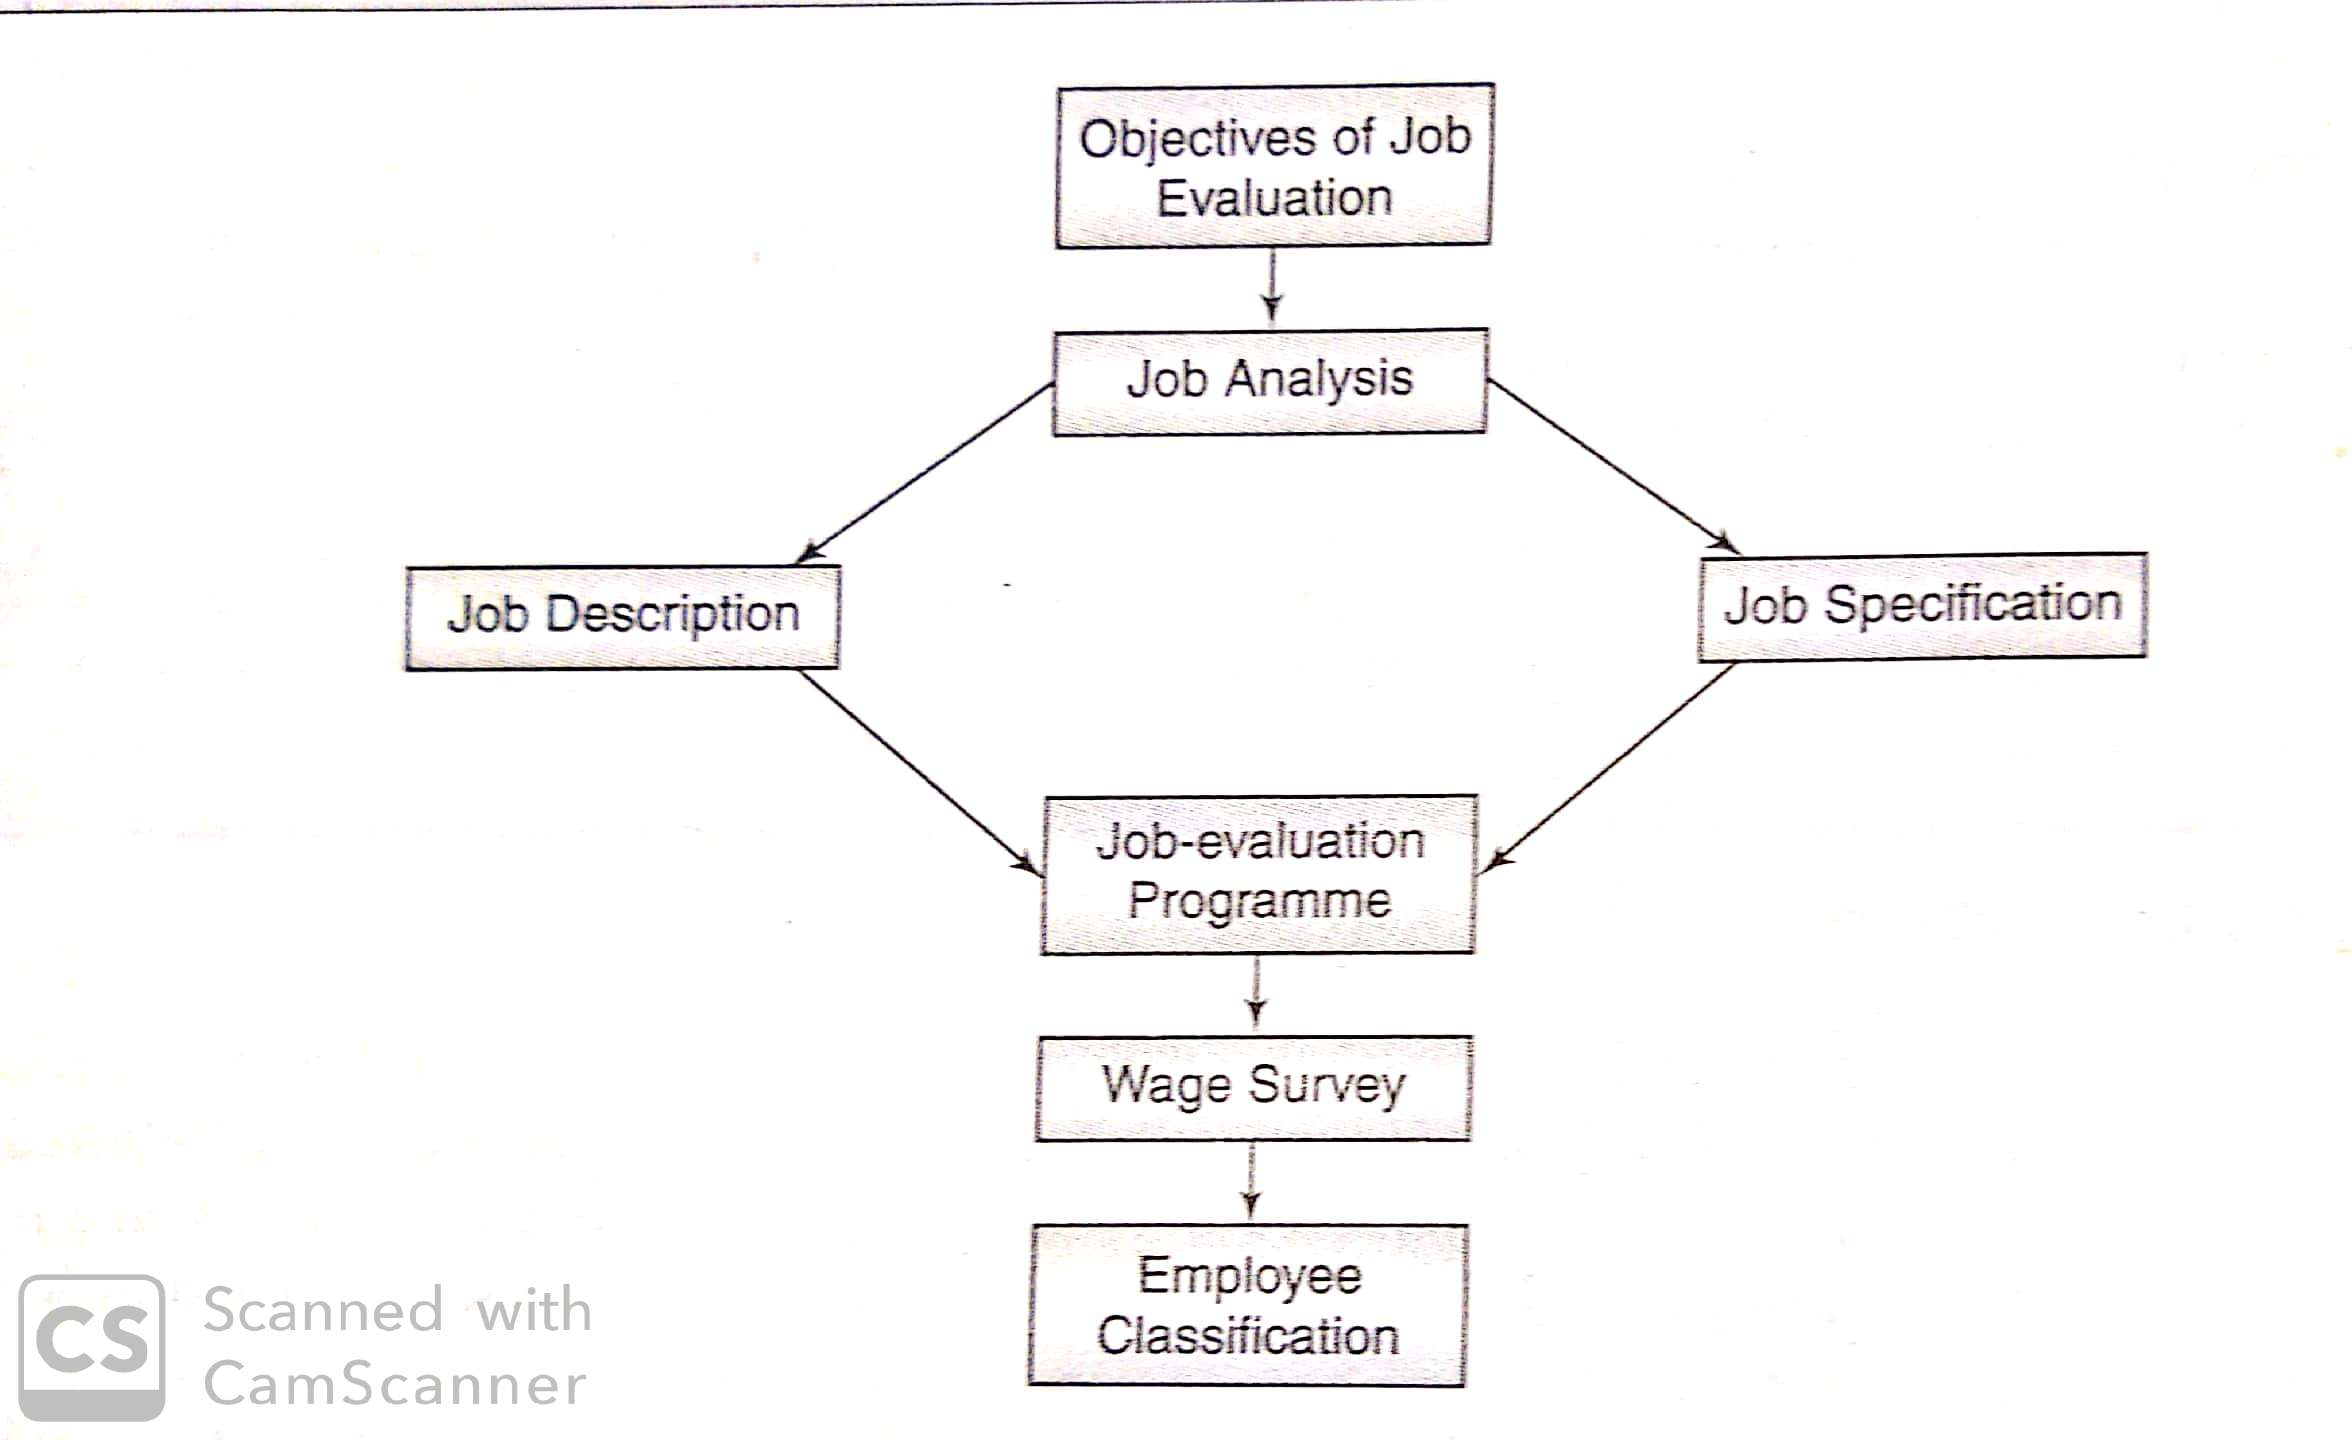 Objectives of Job
Evaluation
Job Analysis
Job Description
Job Specification
Job-evaluation
Programme
Wage Survey
Employee
Classification
CS
Scanned with
CamScanner